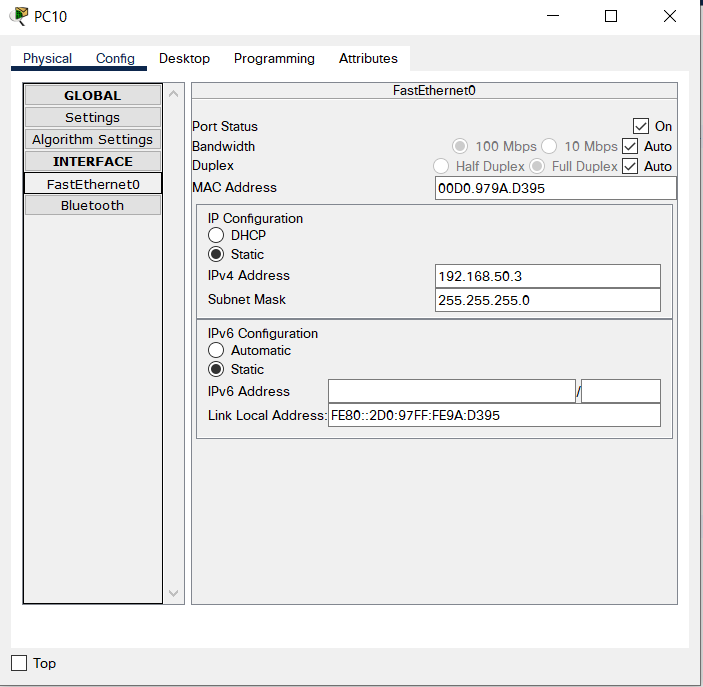 PC10
Physical Config Desktop Programming Attributes
GLOBAL
Settings
Algorithm Settings
INTERFACE
FastEthernet0
Bluetooth
FastEthernet0
Port Status On
Bandwidth 100 Mbps 10 Mbps Auto
Duplex Half Duplex Full Duplex Auto
MAC Address 00D0.979A.D395
IP Configuration
DHCP
Static
IPv4 Address 192.168.50.3
Subnet Mask 255.255.255.0
IPv6 Configuration
Automatic
Static
IPv6 Address /
Link Local Address: FE80::2D0:97FF:FE9A:D395
Top